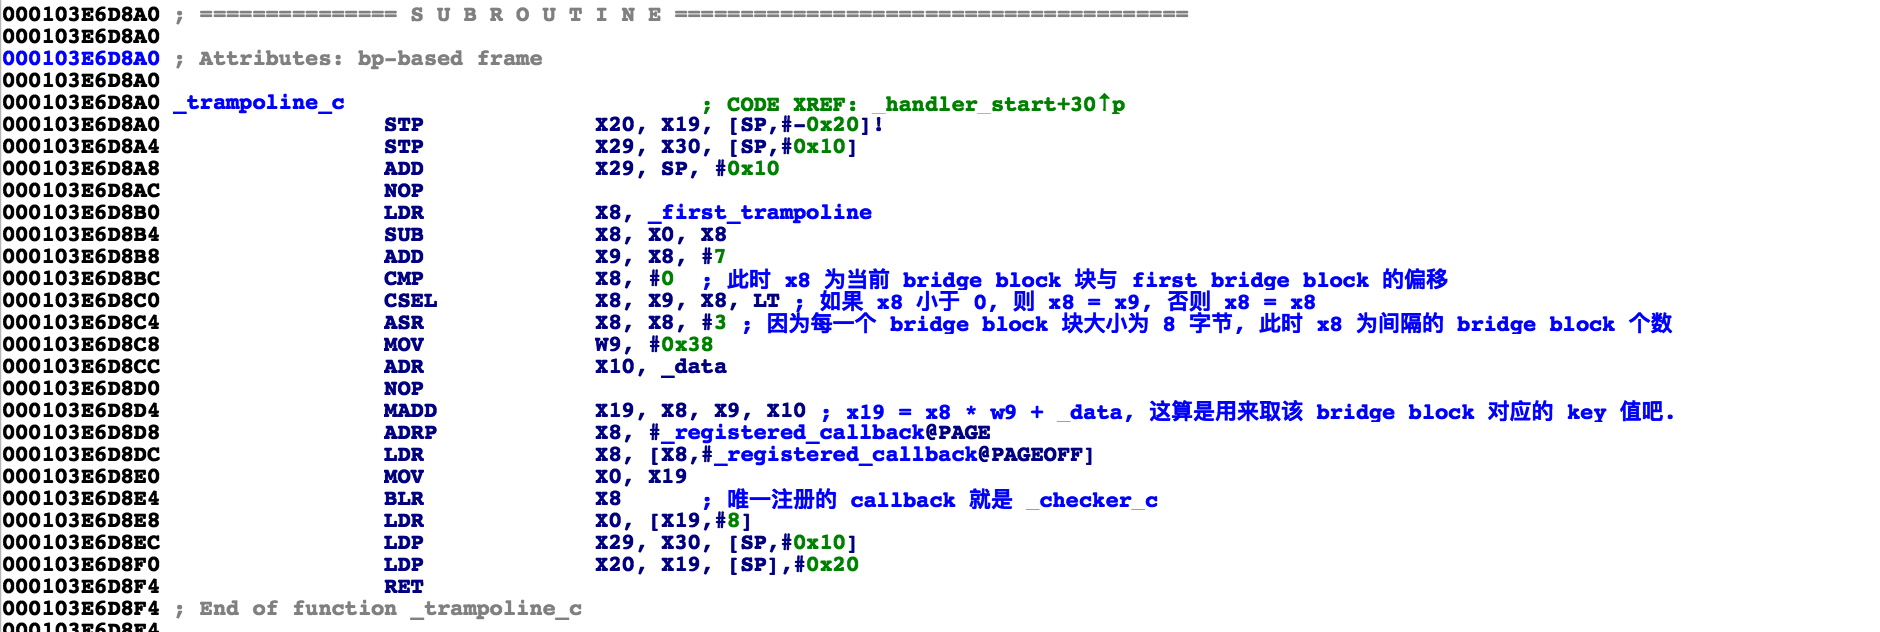 000103E6D8A0 ; =============== S U B R O U T I N E =======================================
000103E6D8A0
000103E6D8A0 ; Attributes: bp-based frame
000103E6D8A0
000103E6D8A0 _trampoline_c ; CODE XREF: _handler_start+30↑p
000103E6D8A0 STP X20, X19, [SP,#-0x20]!
000103E6D8A4 STP X29, X30, [SP,#0x10]
000103E6D8A8 ADD X29, SP, #0x10
000103E6D8AC NOP
000103E6D8B0 LDR X8, _first_trampoline
000103E6D8B4 SUB X8, X0, X8
000103E6D8B8 ADD X9, X8, #7
000103E6D8BC CMP X8, #0 ; 此时 x8 为当前 bridge block 块与 first bridge block 的偏移
000103E6D8C0 CSEL X8, X9, X8, LT ; 如果 x8 小于 0, 则 x8 = x9, 否则 x8 = x8
000103E6D8C4 ASR X8, X8, #3 ; 因为每一个 bridge block 块大小为 8 字节, 此时 x8 为间隔的 bridge block 个数
000103E6D8C8 MOV W9, #0x38
000103E6D8CC ADR X10, _data
000103E6D8D0 NOP
000103E6D8D4 MADD X19, X8, X9, X10 ; x19 = x8 * w9 + _data, 这算是用来取该 bridge block 对应的 key 值吧.
000103E6D8D8 ADRP X8, #_registered_callback@PAGE
000103E6D8DC LDR X8, [X8,#_registered_callback@PAGEOFF]
000103E6D8E0 MOV X0, X19
000103E6D8E4 BLR X8 ; 唯一注册的 callback 就是 _checker_c
000103E6D8E8 LDR X0, [X19,#8]
000103E6D8EC LDP X29, X30, [SP,#0x10]
000103E6D8F0 LDP X20, X19, [SP],#0x20
000103E6D8F4 RET
000103E6D8F4 ; End of function _trampoline_c
000103E6D8F4